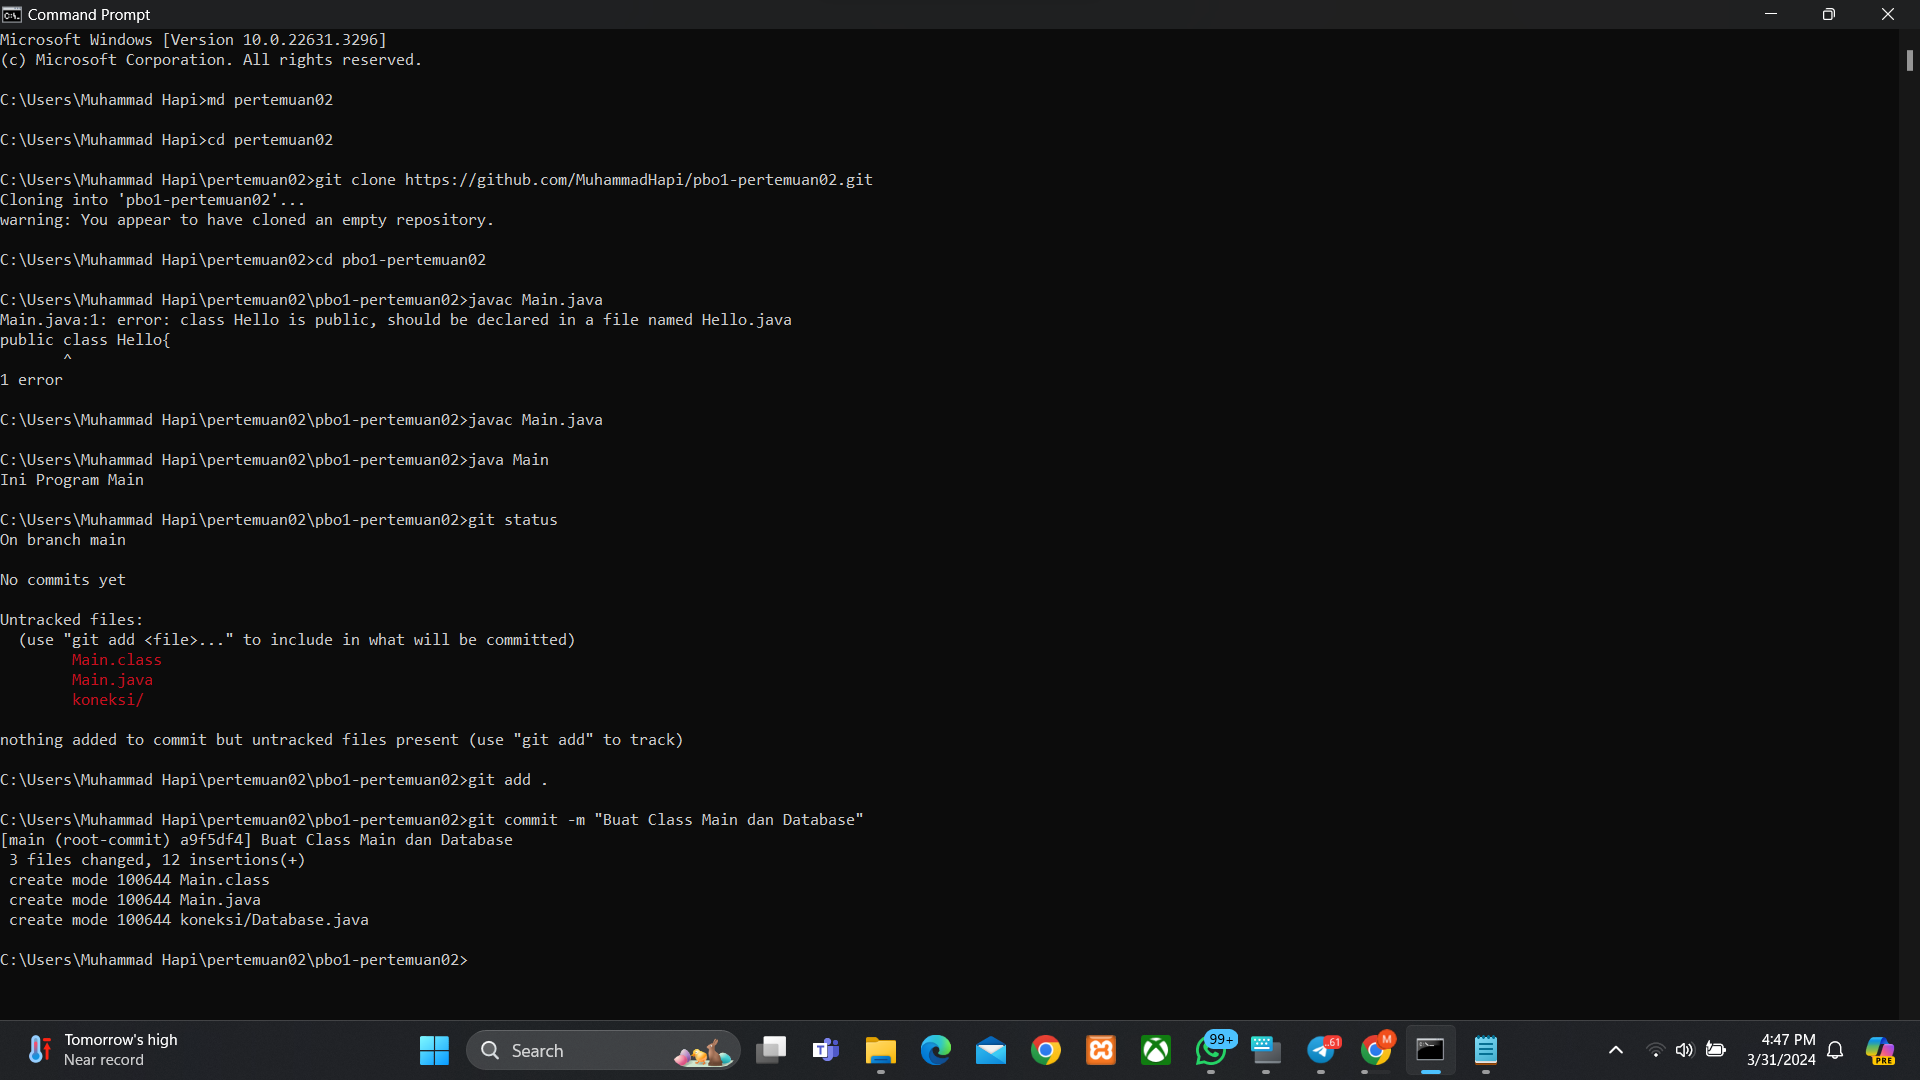 Command Prompt
Microsoft Windows [Version 10.0.22631.3296]
(c) Microsoft Corporation. All rights reserved.
C:\Users\Muhammad Hapi>md pertemuan02
C:\Users\Muhammad Hapi>cd pertemuan02
C:\Users\Muhammad Hapi\pertemuan02>git clone https://github.com/MuhammadHapi/pbo1-pertemuan02.git
Cloning into 'pbo1-pertemuan02'...
warning: You appear to have cloned an empty repository.
C:\Users\Muhammad Hapi\pertemuan02>cd pbo1-pertemuan02
C:\Users\Muhammad Hapi\pertemuan02\pbo1-pertemuan02>javac Main.java
Main.java:1: error: class Hello is public, should be declared in a file named Hello.java
public class Hello{
^
1 error
C:\Users\Muhammad Hapi\pertemuan02\pbo1-pertemuan02>javac Main.java
C:\Users\Muhammad Hapi\pertemuan02\pbo1-pertemuan02>java Main
Ini Program Main
C:\Users\Muhammad Hapi\pertemuan02\pbo1-pertemuan02>git status
On branch main
No commits yet
Untracked files:
(use "git add <file>..." to include in what will be committed)
Main.class
Main.java
koneksi/
nothing added to commit but untracked files present (use "git add" to track)
C:\Users\Muhammad Hapi\pertemuan02\pbo1-pertemuan02>git add .
C:\Users\Muhammad Hapi\pertemuan02\pbo1-pertemuan02>git commit -m "Buat Class Main dan Database"
[main (root-commit) a9f5df4] Buat Class Main dan Database
3 files changed, 12 insertions(+)
create mode 100644 Main.class
create mode 100644 Main.java
create mode 100644 koneksi/Database.java
C:\Users\Muhammad Hapi\pertemuan02\pbo1-pertemuan02>
Tomorrow's high
Near record
Search
99+
61
M
4:47 PM
3/31/2024
PRE